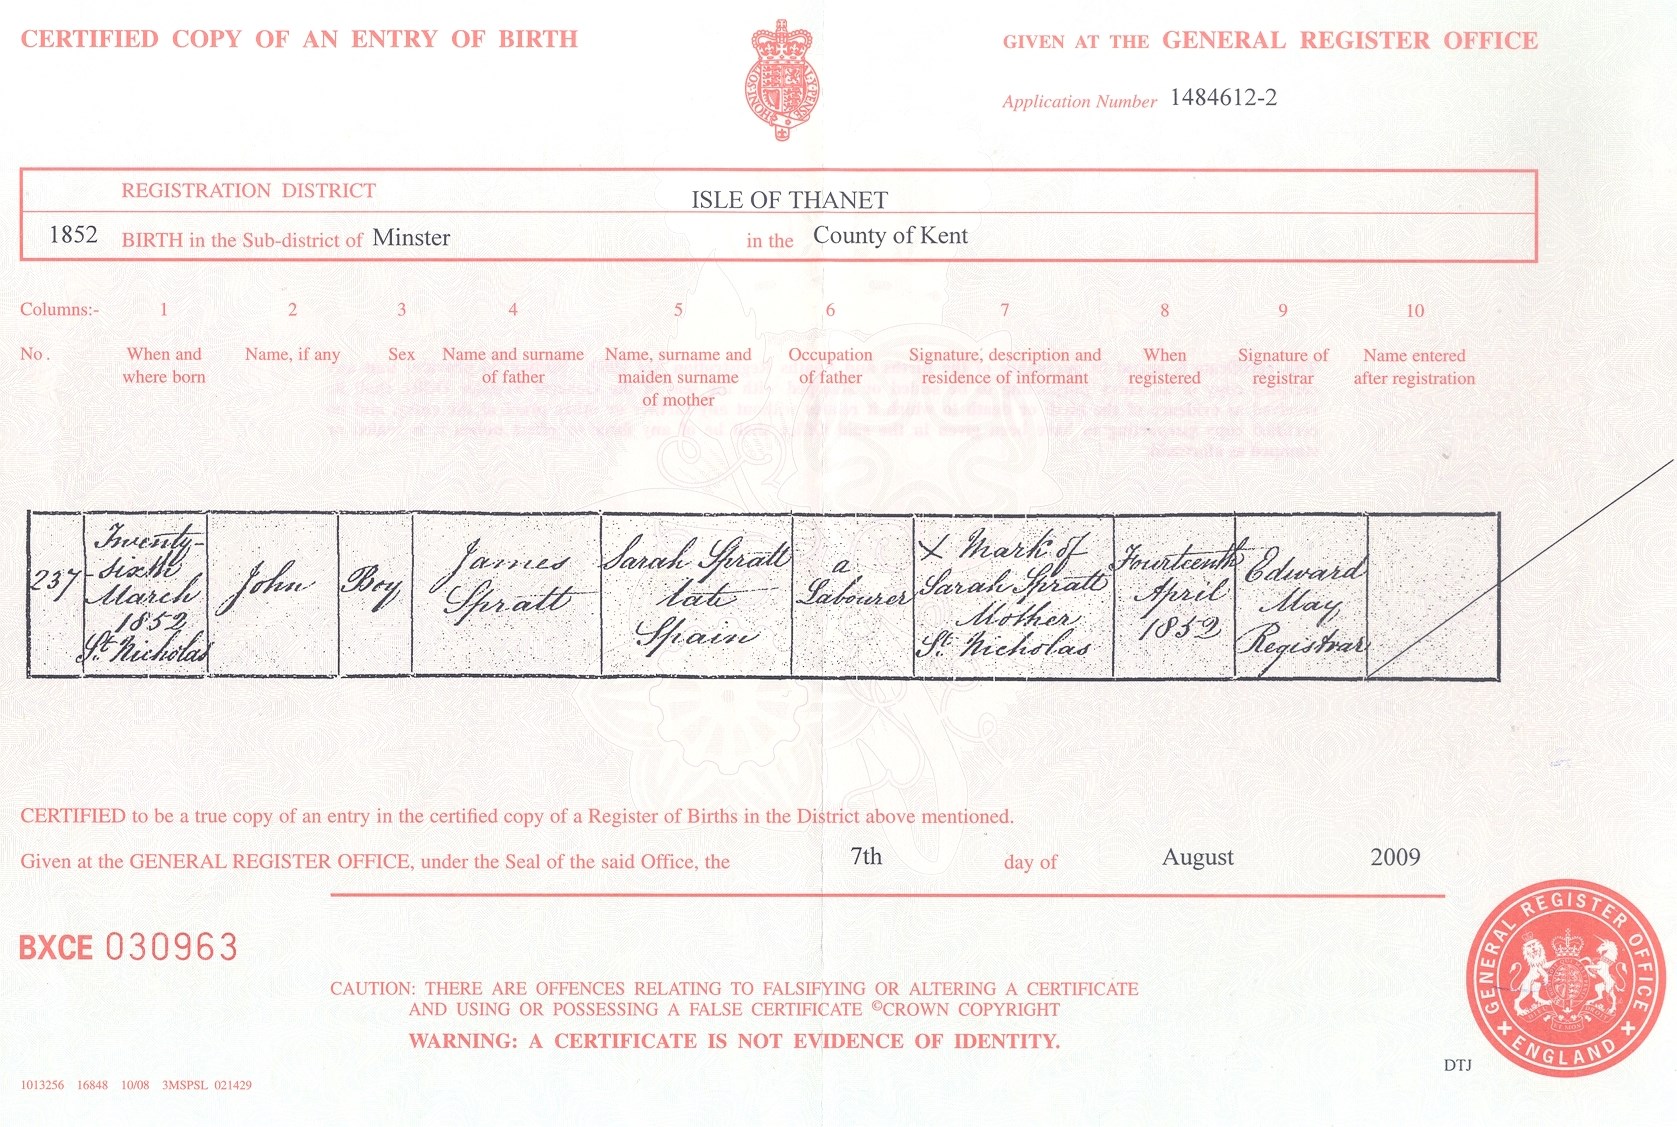 CERTIFIED COPY OF AN ENTRY OF BIRTH
GIVEN AT THE GENERAL REGISTER OFFICE
Application Number 1484612-2
REGISTRATION DISTRICT ISLE OF THANET
1852 BIRTH in the Sub-district of Minster in the County of Kent
Columns:- 1 2 3 4 5 6 7 8 9 10
No. When and where born Name, if any Sex Name and surname of father Name, surname and maiden surname of mother Occupation of father Signature, description and residence of informant When registered Signature of registrar Name entered after registration
237
Twenty-
sixth
March
1852
St. Nicholas
John
Boy
James
Spratt
Sarah Spratt
late
Spain
a
Labourer
X Mark of
Sarah Spratt
Mother
St. Nicholas
Fourteenth
April
1852
Edward
May
Registrar
CERTIFIED to be a true copy of an entry in the certified copy of a Register of Births in the District above mentioned.
Given at the GENERAL REGISTER OFFICE, under the Seal of the said Office, the 7th day of August 2009
BXCE 030963
CAUTION: THERE ARE OFFENCES RELATING TO FALSIFYING OR ALTERING A CERTIFICATE
AND USING OR POSSESSING A FALSE CERTIFICATE ©CROWN COPYRIGHT
WARNING: A CERTIFICATE IS NOT EVIDENCE OF IDENTITY.
GENERAL REGISTER OFFICE
ENGLAND
DTJ
1013256 16848 10/08 3MSPSL 021429